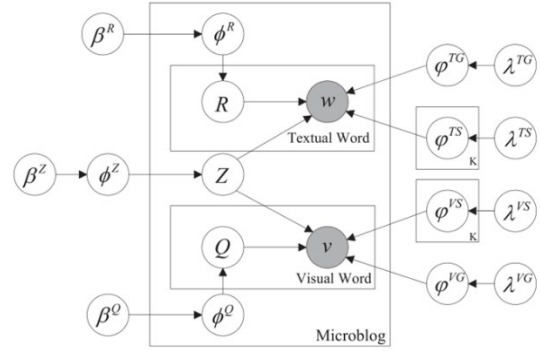 β^R
ϕ^R
R
w
φ^TG
λ^TG
Textual Word
φ^TS
λ^TS
K
β^Z
ϕ^Z
Z
φ^VS
λ^VS
K
Q
v
Visual Word
φ^VG
λ^VG
β^Q
ϕ^Q
Microblog